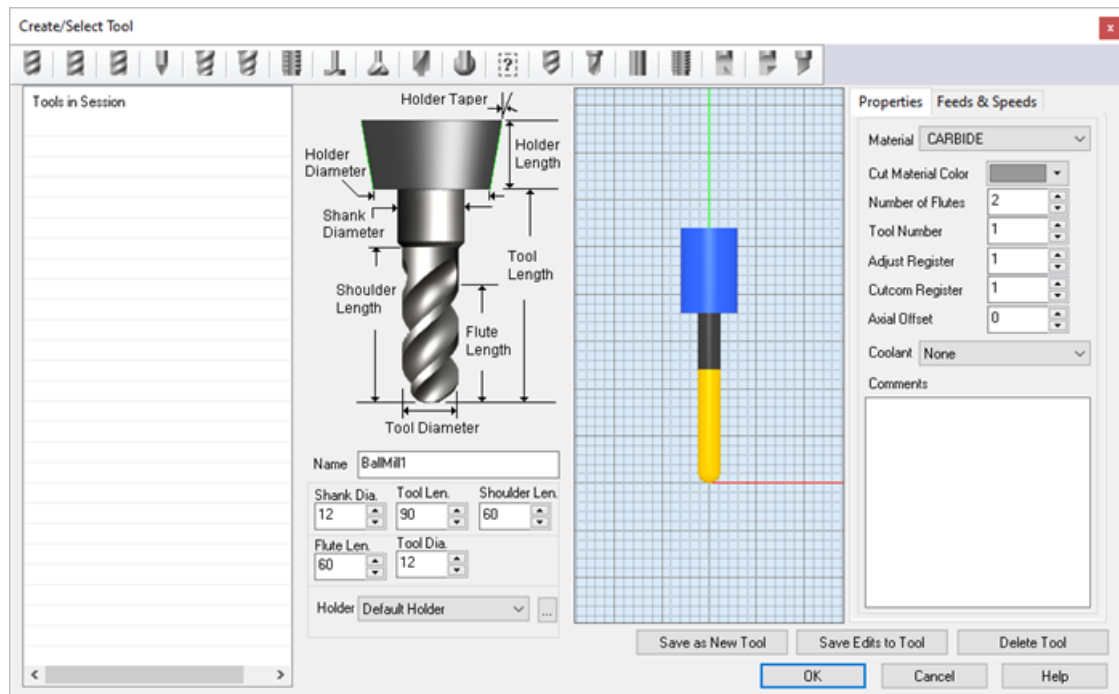 Create/Select Tool
x
?
Tools in Session
Holder Taper
Holder
Length
Holder
Diameter
Shank
Diameter
Tool
Length
Shoulder
Length
Flute
Length
Tool Diameter
Name BallMill1
Shank Dia. Tool Len. Shoulder Len.
12 90 60
Flute Len. Tool Dia.
60 12
Holder Default Holder ...
Properties Feeds & Speeds
Material CARBIDE
Cut Material Color
Number of Flutes 2
Tool Number 1
Adjust Register 1
Cutcom Register 1
Axial Offset 0
Coolant None
Comments
Save as New Tool Save Edits to Tool Delete Tool
OK Cancel Help